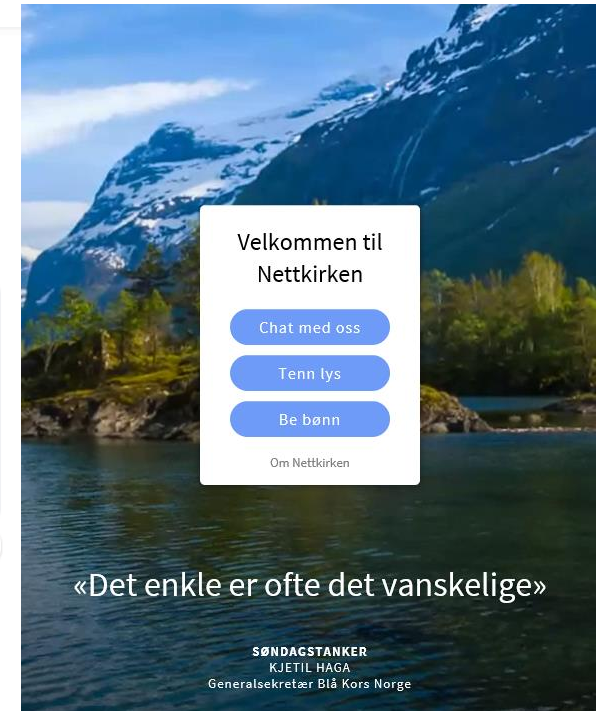 Velkommen til
Nettkirken
Chat med oss
Tenn lys
Be bønn
Om Nettkirken
«Det enkle er ofte det vanskelige»
SØNDAGSTANKER
KJETIL HAGA
Generalsekretær Blå Kors Norge